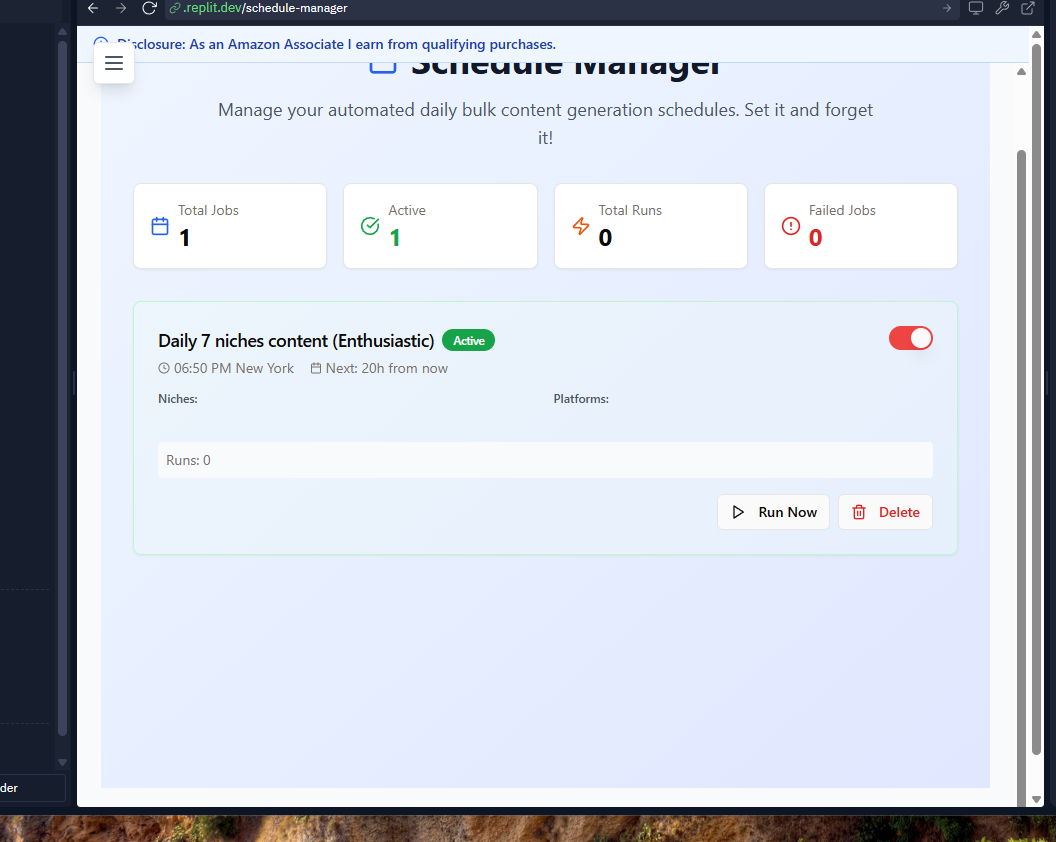 .replit.dev/schedule-manager
Disclosure: As an Amazon Associate I earn from qualifying purchases.
Schedule Manager
Manage your automated daily bulk content generation schedules. Set it and forget
it!
Total Jobs
1
Active
1
Total Runs
0
Failed Jobs
0
Daily 7 niches content (Enthusiastic)
Active
06:50 PM New York
Next: 20h from now
Niches:
Platforms:
Runs: 0
Run Now
Delete
der